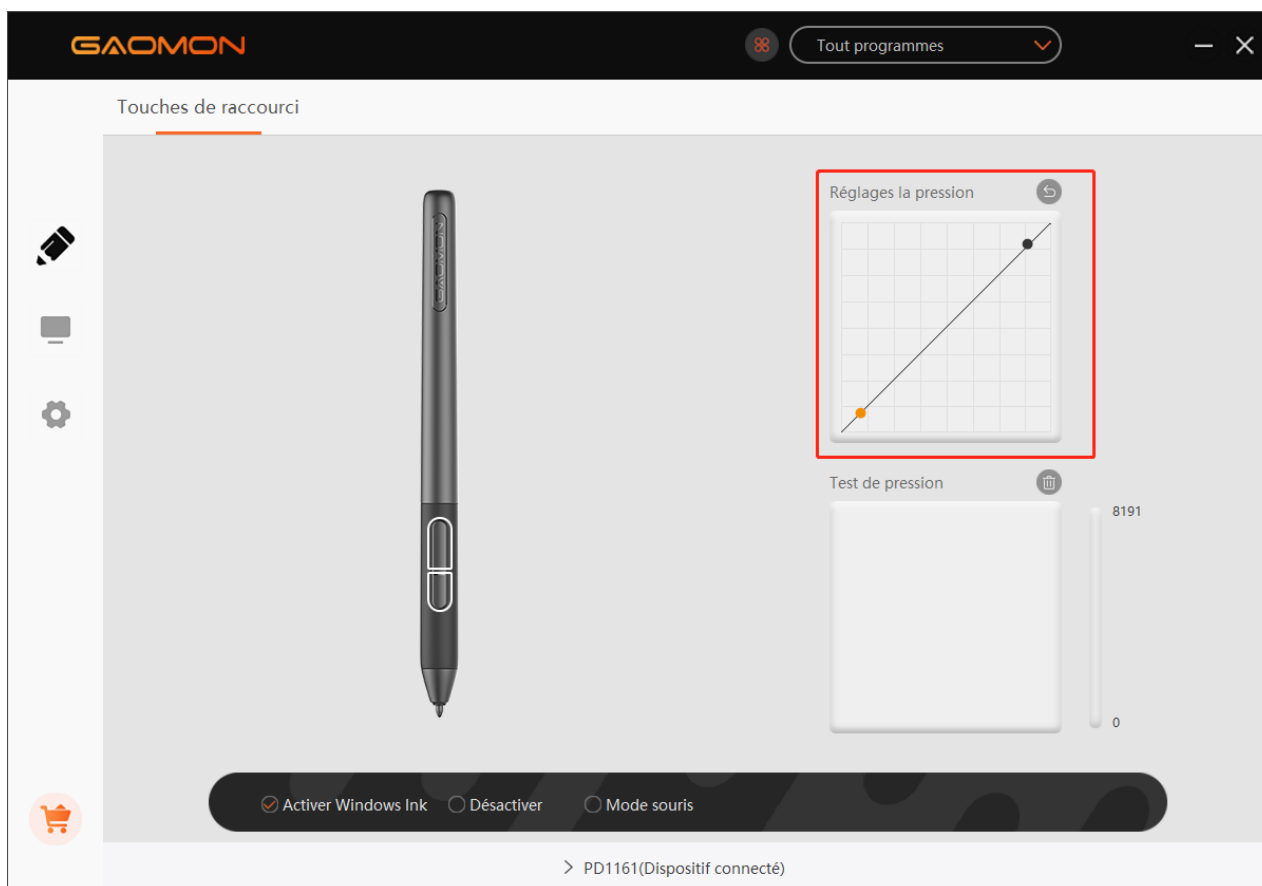 GAOMON
Tout programmes
Touches de raccourci
Réglages la pression
GAOMON
Test de pression
8191
0
Activer Windows Ink
Désactiver
Mode souris
PD1161(Dispositif connecté)